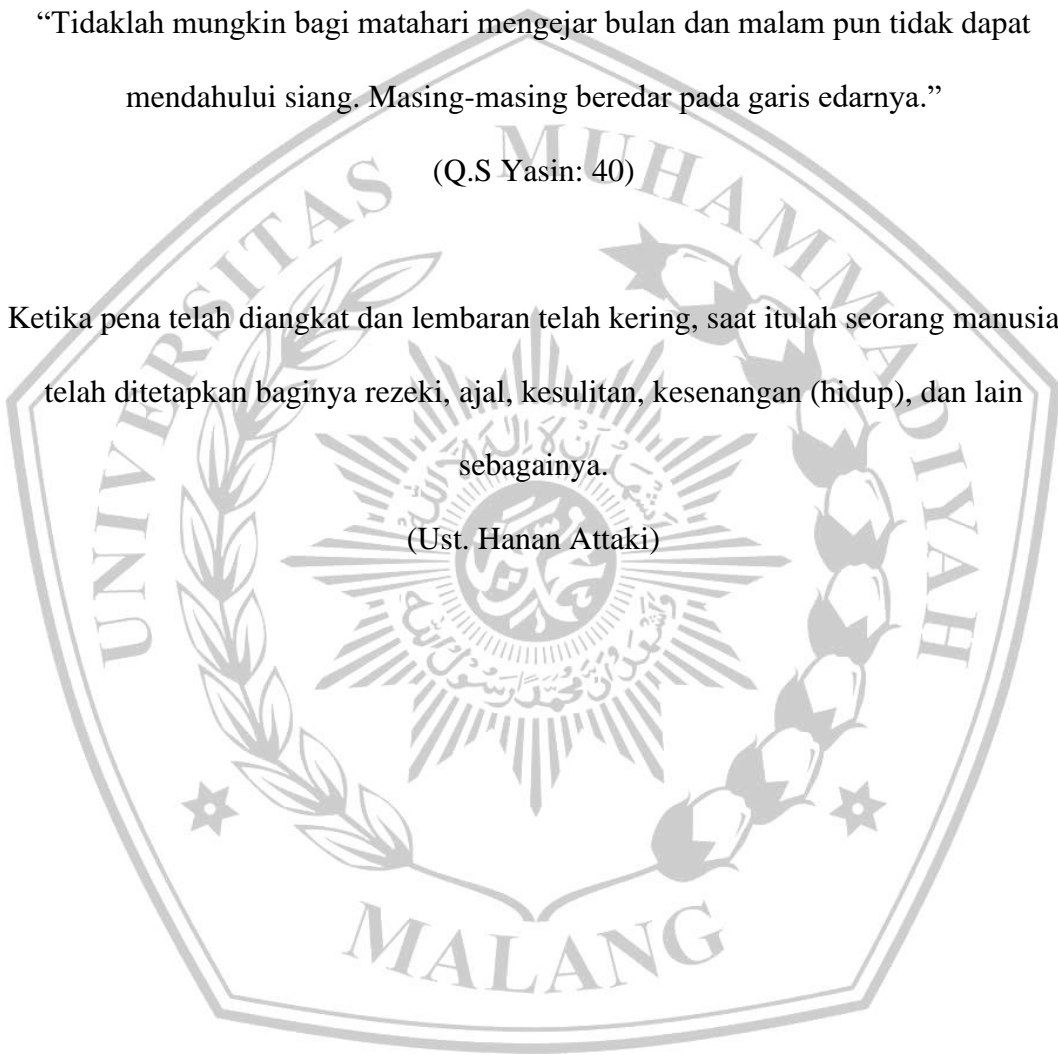 “Tidaklah mungkin bagi matahari mengejar bulan dan malam pun tidak dapat
mendahului siang. Masing-masing beredar pada garis edarnya.”
(Q.S Yasin: 40)
Ketika pena telah diangkat dan lembaran telah kering, saat itulah seorang manusia
telah ditetapkan baginya rezeki, ajal, kesulitan, kesenangan (hidup), dan lain
sebagainya.
(Ust. Hanan Attaki)
UNIVERSITAS MUHAMMADIYAH
MALANG